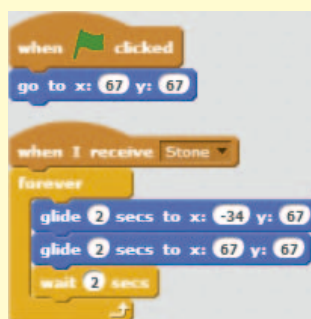 when clicked
go to x: 67 y: 67
when I receive Stone
forever
glide 2 secs to x: -34 y: 67
glide 2 secs to x: 67 y: 67
wait 2 secs